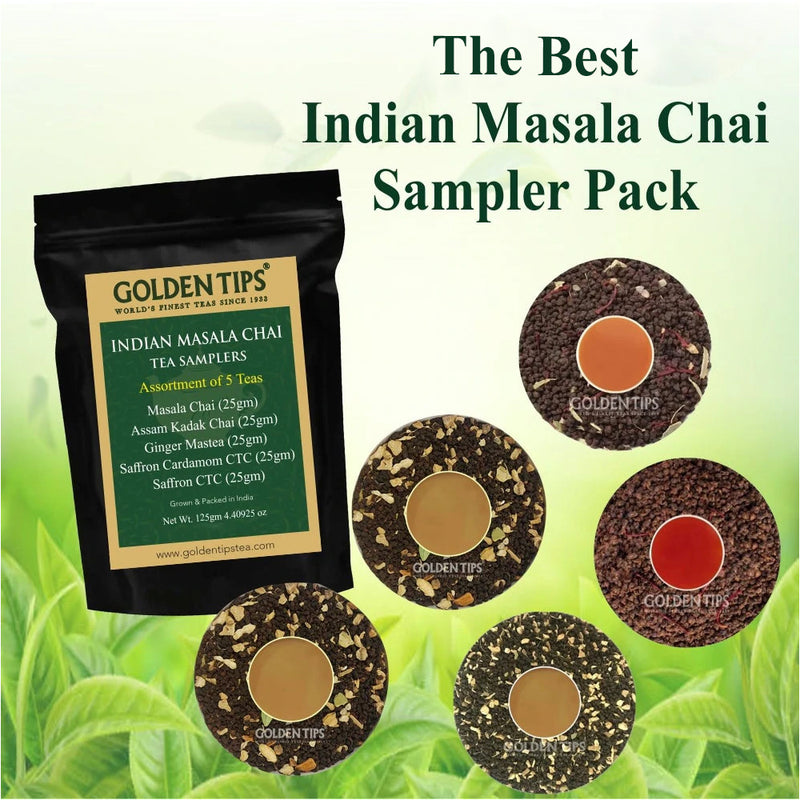 The Best
Indian Masala Chai
Sampler Pack
GOLDEN TIPS®
WORLD'S FINEST TEAS SINCE 1933
INDIAN MASALA CHAI
TEA SAMPLERS
Assortment of 5 Teas
Masala Chai (25gm)
Assam Kadak Chai (25gm)
Ginger Mastea (25gm)
Saffron Cardamom CTC (25gm)
Saffron CTC (25gm)
Grown & Packed in India
Net Wt. 125gm 4.40925 oz
www.goldentipstea.com
GOLDEN TIPS
GOLDEN TIPS
GOLDEN TIPS
GOLDEN TIPS
GOLDEN TIPS